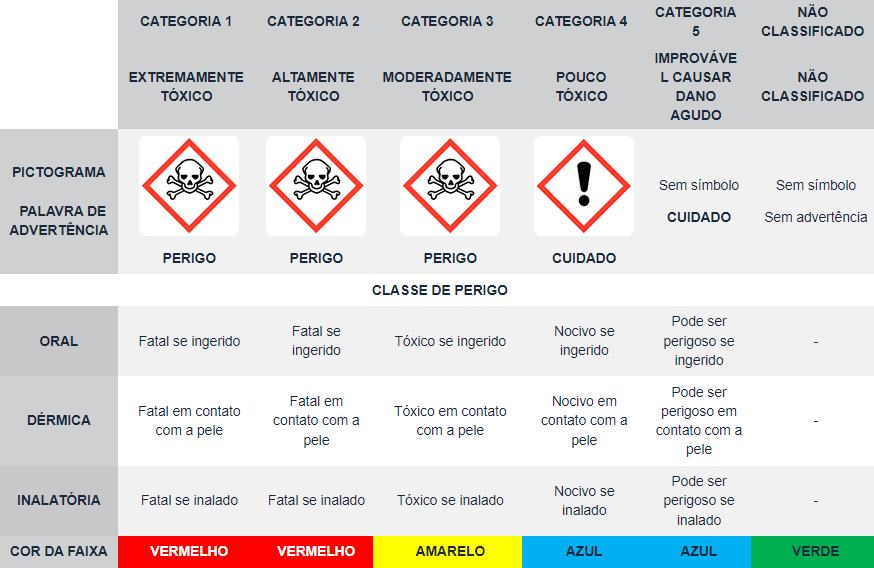 CATEGORIA 1
CATEGORIA 2
CATEGORIA 3
CATEGORIA 4
CATEGORIA
5
NÃO
CLASSIFICADO
EXTREMAMENTE
TÓXICO
ALTAMENTE
TÓXICO
MODERADAMENTE
TÓXICO
POUCO
TÓXICO
IMPROVÁVE
L CAUSAR
DANO
AGUDO
NÃO
CLASSIFICADO
PICTOGRAMA
PALAVRA DE
ADVERTÊNCIA
PERIGO
PERIGO
PERIGO
CUIDADO
Sem símbolo
CUIDADO
Sem símbolo
Sem advertência
CLASSE DE PERIGO
ORAL
Fatal se ingerido
Fatal se
ingerido
Tóxico se ingerido
Nocivo se
ingerido
Pode ser
perigoso se
ingerido
-
DÉRMICA
Fatal em contato
com a pele
Fatal em
contato com a
pele
Tóxico em contato
com a pele
Nocivo em
contato com a
pele
Pode ser
perigoso em
contato com a
pele
-
INALATÓRIA
Fatal se inalado
Fatal se inalado
Tóxico se inalado
Nocivo se
inalado
Pode ser
perigoso se
inalado
-
COR DA FAIXA
VERMELHO
VERMELHO
AMARELO
AZUL
AZUL
VERDE